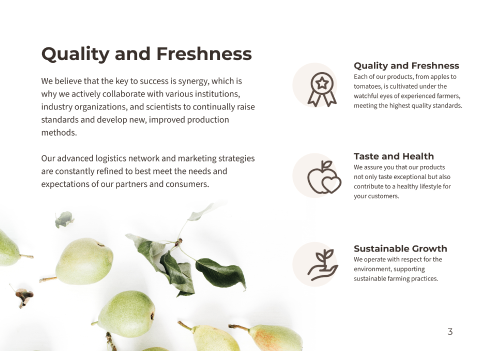 Quality and Freshness
We believe that the key to success is synergy, which is
why we actively collaborate with various institutions,
industry organizations, and scientists to continually raise
standards and develop new, improved production
methods.
Our advanced logistics network and marketing strategies
are constantly refined to best meet the needs and
expectations of our partners and consumers.
Quality and Freshness
Each of our products, from apples to
tomatoes, is cultivated under the
watchful eyes of experienced farmers,
meeting the highest quality standards.
Taste and Health
We assure you that our products
not only taste exceptional but also
contribute to a healthy lifestyle for
your customers.
Sustainable Growth
We operate with respect for the
environment, supporting
sustainable farming practices.
3